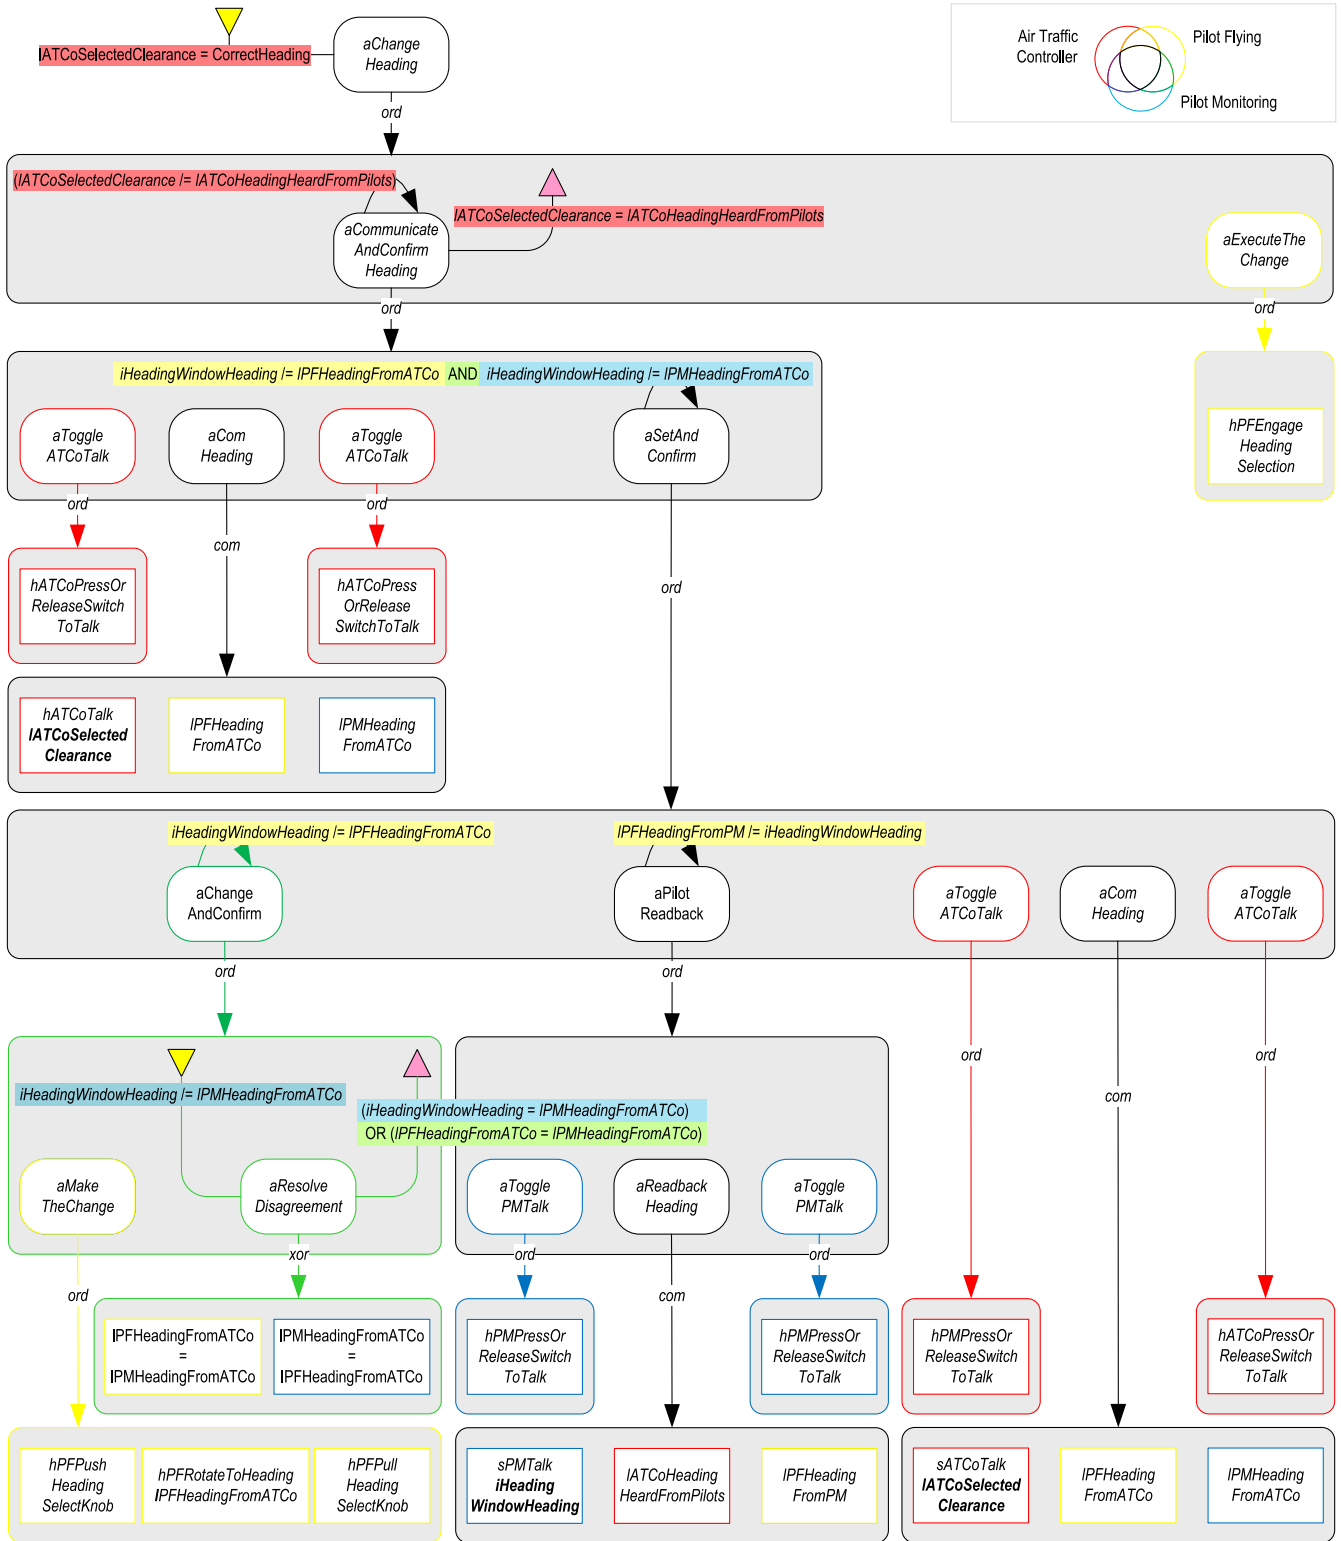 aChange
Heading
lATCoSelectedClearance = CorrectHeading
Air Traffic
Controller
Pilot Flying
Pilot Monitoring
ord
(lATCoSelectedClearance /= lATCoHeadingHeardFromPilots)
lATCoSelectedClearance = lATCoHeadingHeardFromPilots
aCommunicate
AndConfirm
Heading
aExecuteThe
Change
ord
ord
iHeadingWindowHeading /= lPFHeadingFromATCo AND iHeadingWindowHeading /= lPMHeadingFromATCo
aToggle
ATCoTalk
aCom
Heading
aToggle
ATCoTalk
aSetAnd
Confirm
hPFEngage
Heading
Selection
ord
com
ord
ord
hATCoPressOr
ReleaseSwitch
ToTalk
hATCoPress
OrRelease
SwitchToTalk
hATCoTalk
lATCoSelected
Clearance
lPFHeading
FromATCo
lPMHeading
FromATCo
iHeadingWindowHeading /= lPFHeadingFromATCo
lPFHeadingFromPM /= iHeadingWindowHeading
aChange
AndConfirm
aPilot
Readback
aToggle
ATCoTalk
aCom
Heading
aToggle
ATCoTalk
ord
ord
ord
com
ord
iHeadingWindowHeading /= lPMHeadingFromATCo
(iHeadingWindowHeading = lPMHeadingFromATCo)
OR (lPFHeadingFromATCo = lPMHeadingFromATCo)
aMake
TheChange
aResolve
Disagreement
aToggle
PMTalk
aReadback
Heading
aToggle
PMTalk
ord
xor
ord
com
ord
lPFHeadingFromATCo
=
lPMHeadingFromATCo
lPMHeadingFromATCo
=
lPFHeadingFromATCo
hPMPressOr
ReleaseSwitch
ToTalk
hPMPressOr
ReleaseSwitch
ToTalk
hPMPressOr
ReleaseSwitch
ToTalk
hATCoPressOr
ReleaseSwitch
ToTalk
hPFPush
Heading
SelectKnob
hPFRotateToHeading
lPFHeadingFromATCo
hPFPull
Heading
SelectKnob
sPMTalk
iHeading
WindowHeading
lATCoHeading
HeardFromPilots
lPFHeading
FromPM
sATCoTalk
lATCoSelected
Clearance
lPFHeading
FromATCo
lPMHeading
FromATCo